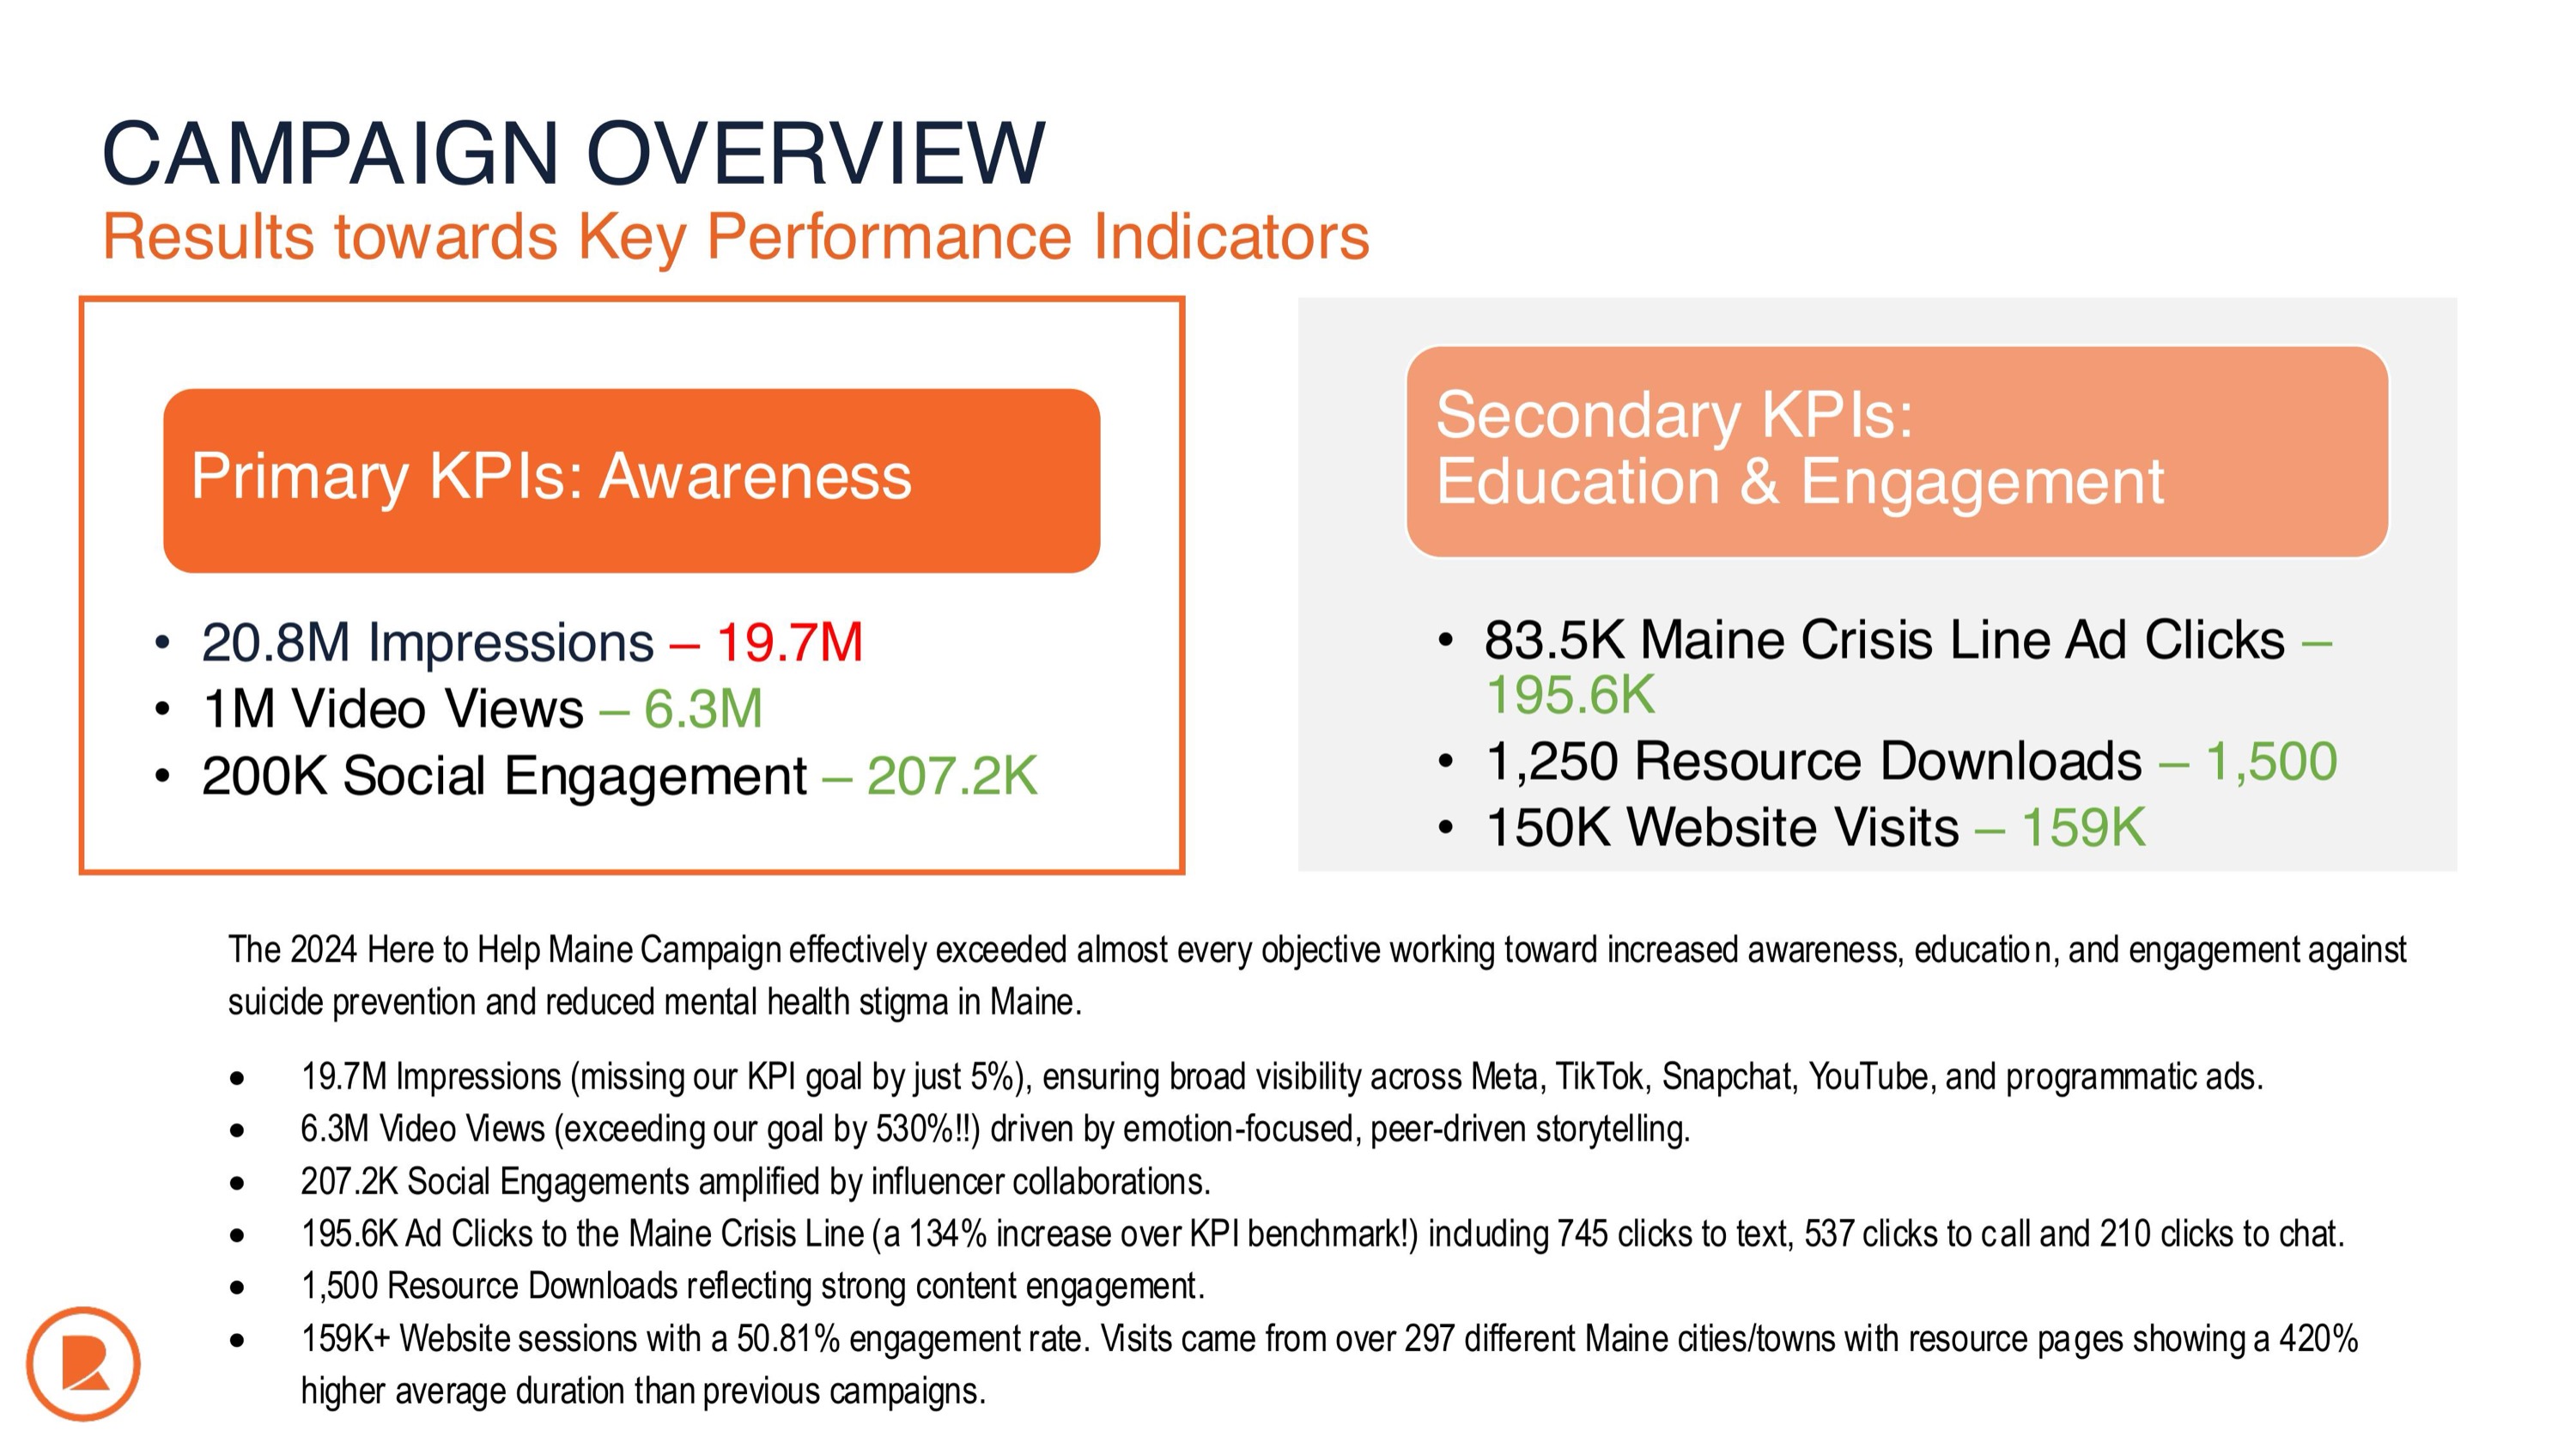 CAMPAIGN OVERVIEW
Results towards Key Performance Indicators
Primary KPIs: Awareness
• 20.8M Impressions – 19.7M
• 1M Video Views – 6.3M
• 200K Social Engagement – 207.2K
Secondary KPIs:
Education & Engagement
• 83.5K Maine Crisis Line Ad Clicks –
195.6K
• 1,250 Resource Downloads – 1,500
• 150K Website Visits – 159K
The 2024 Here to Help Maine Campaign effectively exceeded almost every objective working toward increased awareness, education, and engagement against
suicide prevention and reduced mental health stigma in Maine.
• 19.7M Impressions (missing our KPI goal by just 5%), ensuring broad visibility across Meta, TikTok, Snapchat, YouTube, and programmatic ads.
• 6.3M Video Views (exceeding our goal by 530%!!) driven by emotion-focused, peer-driven storytelling.
• 207.2K Social Engagements amplified by influencer collaborations.
• 195.6K Ad Clicks to the Maine Crisis Line (a 134% increase over KPI benchmark!) including 745 clicks to text, 537 clicks to call and 210 clicks to chat.
• 1,500 Resource Downloads reflecting strong content engagement.
• 159K+ Website sessions with a 50.81% engagement rate. Visits came from over 297 different Maine cities/towns with resource pages showing a 420%
higher average duration than previous campaigns.
R